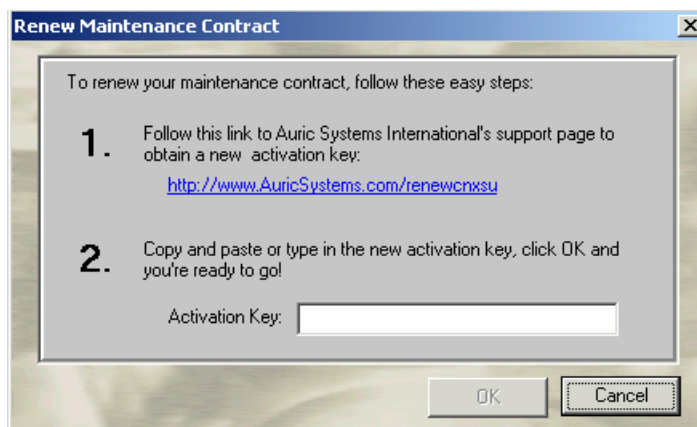 Renew Maintenance Contract
To renew your maintenance contract, follow these easy steps:
1.
Follow this link to Auric Systems International's support page to
obtain a new activation key:
http://www.AuricSystems.com/renewcnxsu
2.
Copy and paste or type in the new activation key, click OK and
you're ready to go!
Activation Key:
OK
Cancel